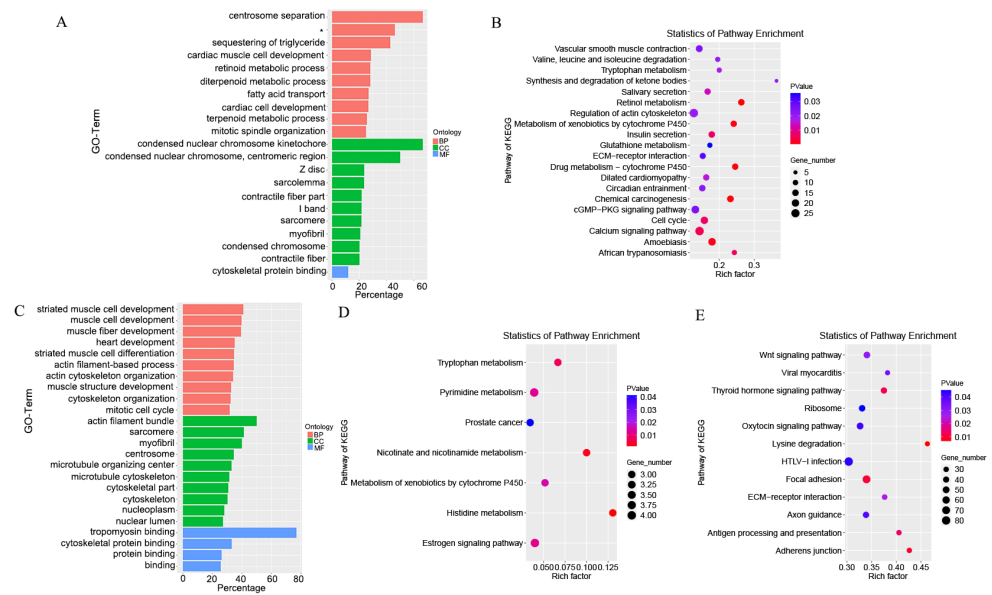 A
centrosome separation
*
sequestering of triglyceride
cardiac muscle cell development
retinoid metabolic process
diterpenoid metabolic process
fatty acid transport
cardiac cell development
terpenoid metabolic process
mitotic spindle organization
condensed nuclear chromosome kinetochore
condensed nuclear chromosome, centromeric region
Z disc
sarcolemma
contractile fiber part
I band
sarcomere
myofibril
condensed chromosome
contractile fiber
cytoskeletal protein binding
GO-Term
0 10 20 30 40 50 60
Percentage
Ontology
BP
CC
MF
B
Statistics of Pathway Enrichment
Vascular smooth muscle contraction
Valine, leucine and isoleucine degradation
Tryptophan metabolism
Synthesis and degradation of ketone bodies
Salivary secretion
Retinol metabolism
Regulation of actin cytoskeleton
Metabolism of xenobiotics by cytochrome P450
Insulin secretion
Glutathione metabolism
ECM−receptor interaction
Drug metabolism − cytochrome P450
Dilated cardiomyopathy
Circadian entrainment
Chemical carcinogenesis
cGMP−PKG signaling pathway
Cell cycle
Calcium signaling pathway
Amoebiasis
African trypanosomiasis
Pathway of KEGG
0.2 0.3
Rich factor
PValue
0.03
0.02
0.01
Gene_number
5
10
15
20
25
C
striated muscle cell development
muscle cell development
muscle fiber development
heart development
striated muscle cell differentiation
actin filament-based process
actin cytoskeleton organization
muscle structure development
cytoskeleton organization
mitotic cell cycle
actin filament bundle
sarcomere
myofibril
centrosome
microtubule organizing center
microtubule cytoskeleton
cytoskeletal part
cytoskeleton
nucleoplasm
nuclear lumen
tropomyosin binding
cytoskeletal protein binding
protein binding
binding
GO-Term
0 20 40 60 80
Percentage
Ontology
BP
CC
MF
D
Statistics of Pathway Enrichment
Tryptophan metabolism
Pyrimidine metabolism
Prostate cancer
Nicotinate and nicotinamide metabolism
Metabolism of xenobiotics by cytochrome P450
Histidine metabolism
Estrogen signaling pathway
Pathway of KEGG
0.050 0.075 0.100 0.125
Rich factor
PValue
0.04
0.03
0.02
0.01
Gene_number
3.00
3.25
3.50
3.75
4.00
E
Statistics of Pathway Enrichment
Wnt signaling pathway
Viral myocarditis
Thyroid hormone signaling pathway
Ribosome
Oxytocin signaling pathway
Lysine degradation
HTLV−I infection
Focal adhesion
ECM−receptor interaction
Axon guidance
Antigen processing and presentation
Adherens junction
Pathway of KEGG
0.30 0.35 0.40 0.45
Rich factor
PValue
0.04
0.03
0.02
0.01
Gene_number
30
40
50
60
70
80